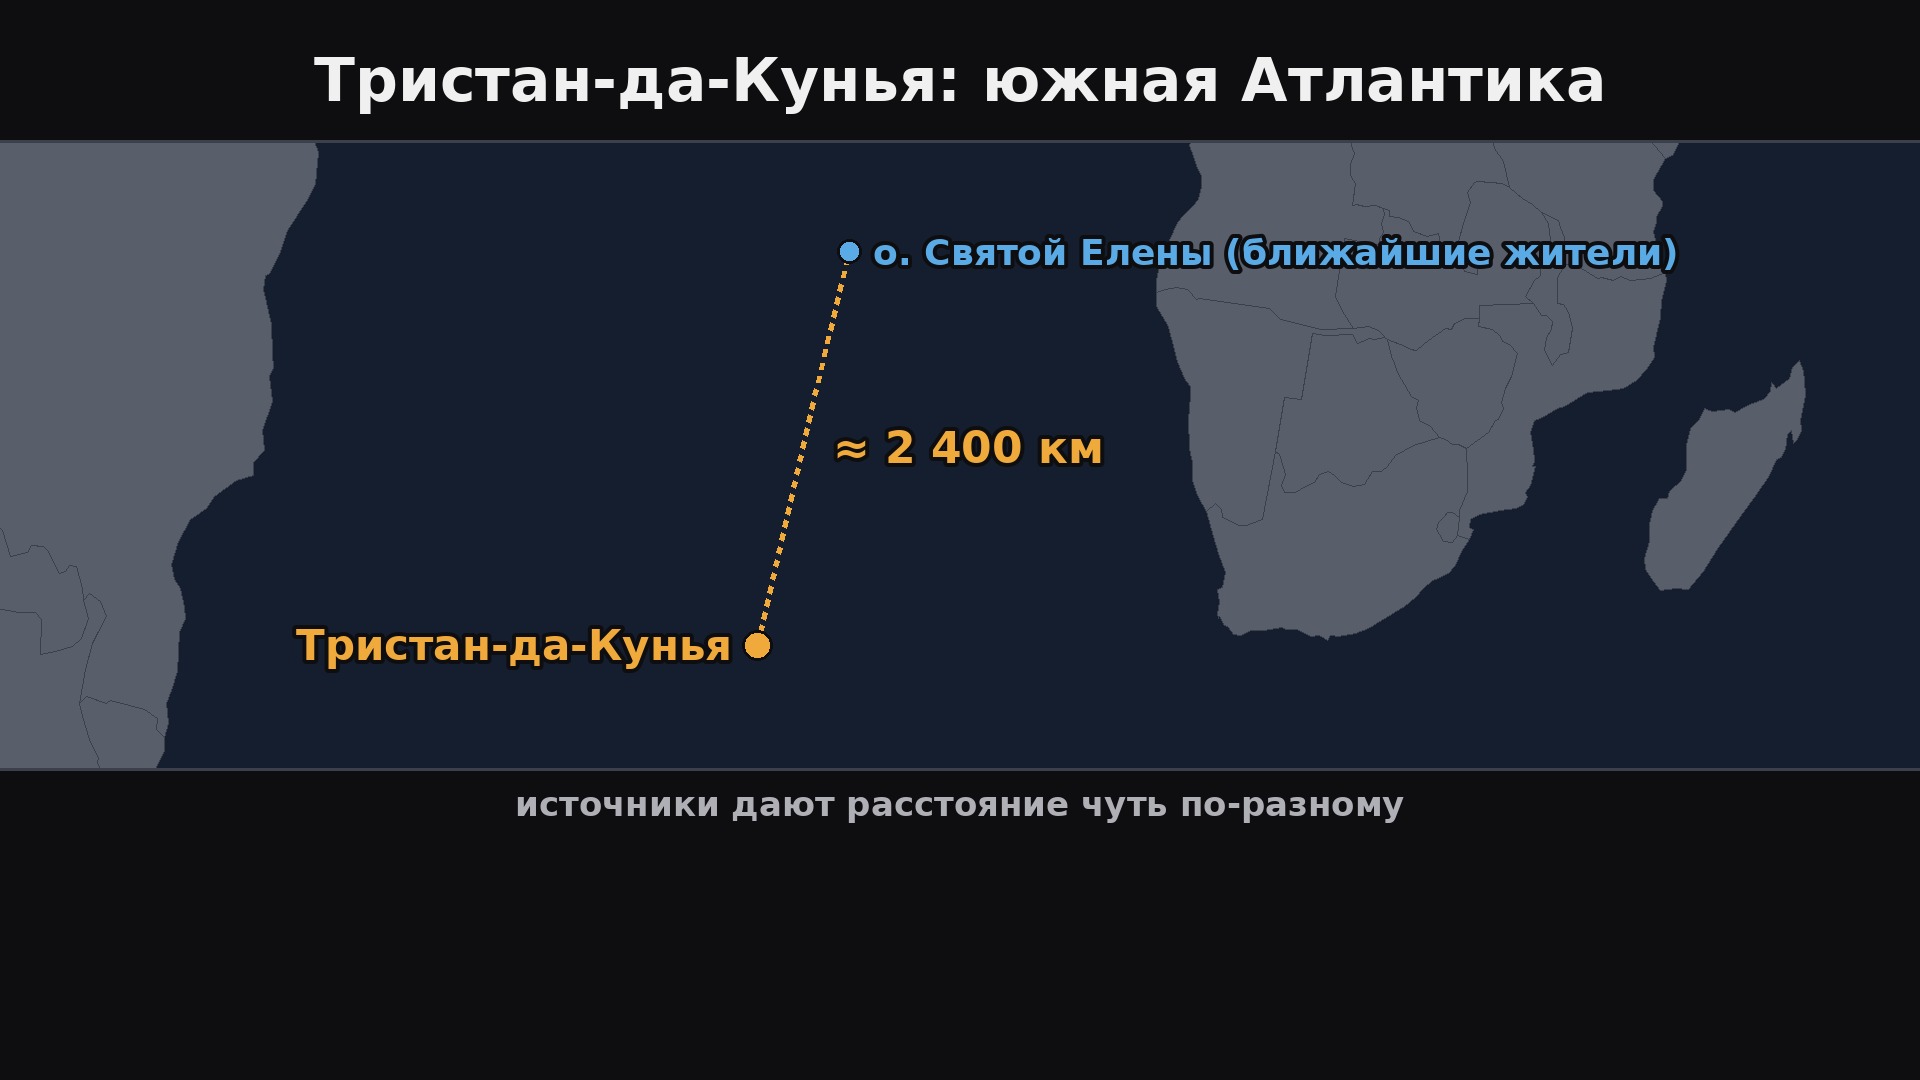 Тристан-да-Кунья: южная Атлантика
о. Святой Елены (ближайшие жители)
≈ 2 400 км
Тристан-да-Кунья
источники дают расстояние чуть по-разному